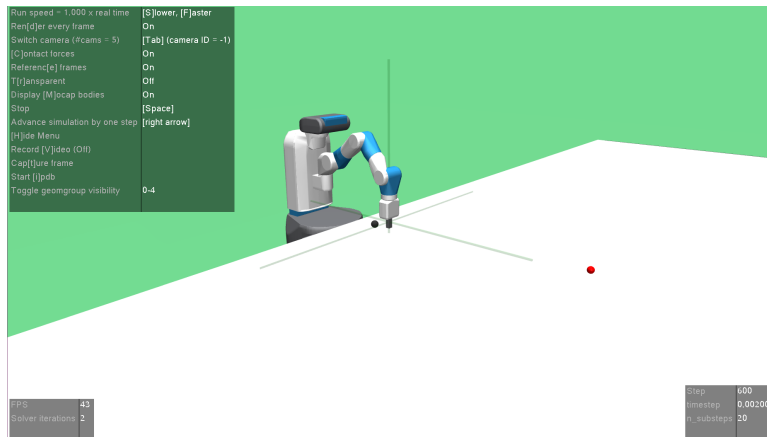 Run speed = 1.000 x real time [S]lower, [F]aster
Ren[d]er every frame On
Switch camera (#cams = 5) [Tab] (camera ID = -1)
[C]ontact forces On
Referenc[e] frames On
T[r]ansparent Off
Display [M]ocap bodies On
Stop [Space]
Advance simulation by one step [right arrow]
[H]ide Menu
Record [V]ideo (Off)
Cap[t]ure frame
Start [i]pdb
Toggle geomgroup visibility 0-4
FPS 43
Solver iterations 2
Step 600
timestep 0.00200
n_substeps 20